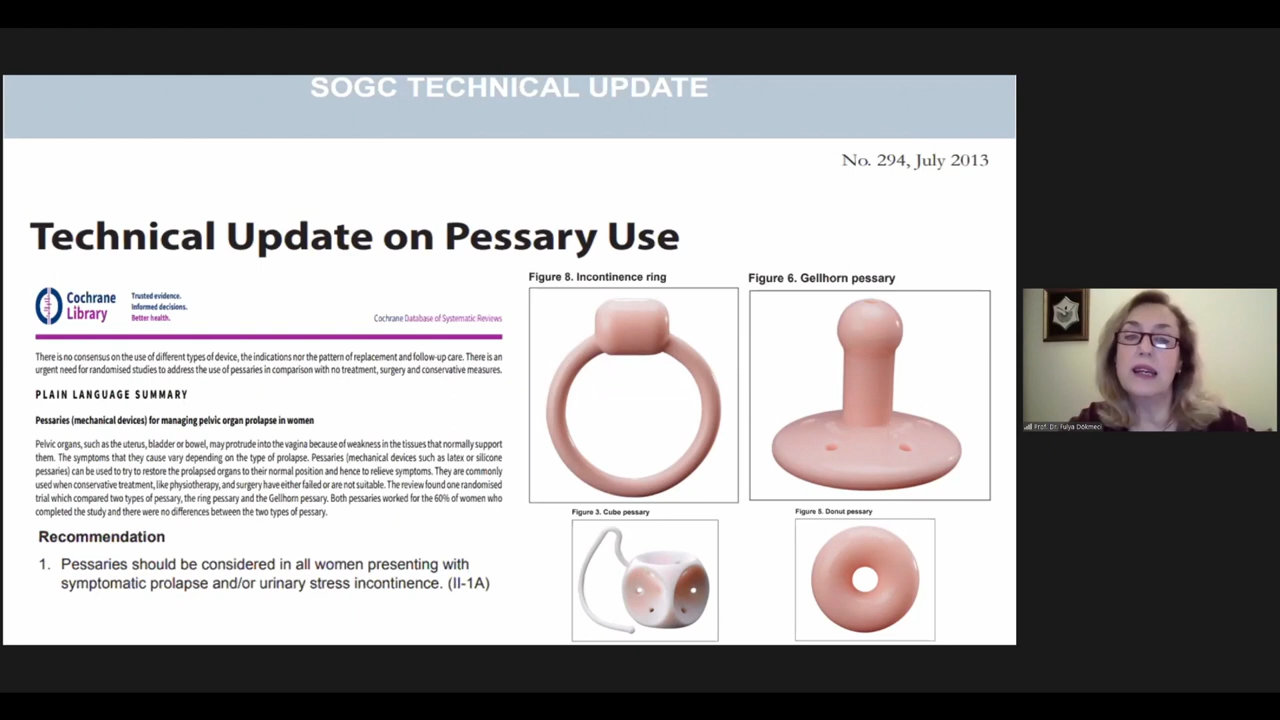 SOGC TECHNICAL UPDATE
No. 294, July 2013
Technical Update on Pessary Use
Cochrane
Library
Trusted evidence.
Informed decisions.
Better health.
Cochrane Database of Systematic Reviews
There is no consensus on the use of different types of device, the indications nor the pattern of replacement and follow-up care. There is an
urgent need for randomised studies to address the use of pessaries in comparison with no treatment, surgery and conservative measures.
PLAIN LANGUAGE SUMMARY
Pessaries (mechanical devices) for managing pelvic organ prolapse in women
Pelvic organs, such as the uterus, bladder or bowel, may protrude into the vagina because of weakness in the tissues that normally support
them. The symptoms that they cause vary depending on the type of prolapse. Pessaries (mechanical devices such as latex or silicone
pessaries) can be used to try to restore the prolapsed organs to their normal position and hence to relieve symptoms. They are commonly
used when conservative treatment, like physiotherapy, and surgery have either failed or are not suitable. The review found one randomised
trial which compared two types of pessary, the ring pessary and the Gellhorn pessary. Both pessaries worked for the 60% of women who
completed the study and there were no differences between the two types of pessary.
Recommendation
1. Pessaries should be considered in all women presenting with
symptomatic prolapse and/or urinary stress incontinence. (II-1A)
Figure 8. Incontinence ring
Figure 6. Gellhorn pessary
Figure 3. Cube pessary
Figure 5. Donut pessary
Prof. Dr. Fulya Dökmeci